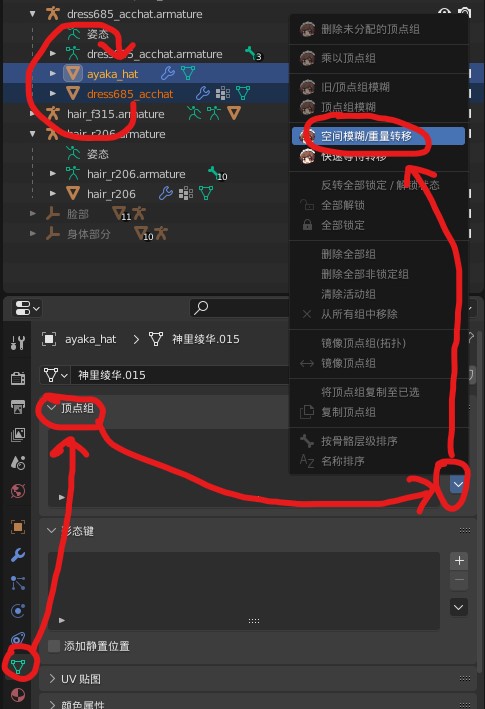 dress685_acchat.armature
姿态
dress685_acchat.armature
3
ayaka_hat
dress685_acchat
hair_f315.armature
hair_r206.armature
姿态
hair_r206.armature
10
hair_r206
脸部
11
身体部分
10
删除未分配的顶点组
乘以顶点组
旧/顶点组模糊
顶点组模糊
空间模糊/重量转移
快速等待转移
反转全部锁定 / 解锁状态
全部解锁
全部锁定
删除全部组
删除全部非锁定组
清除活动组
从所有组中移除
镜像顶点组(拓扑)
镜像顶点组
将顶点组复制至已选
复制顶点组
按骨骼层级排序
名称排序
AZ
ayaka_hat
神里绫华.015
神里绫华.015
顶点组
形态键
添加静置位置
UV 贴图
颜色属性